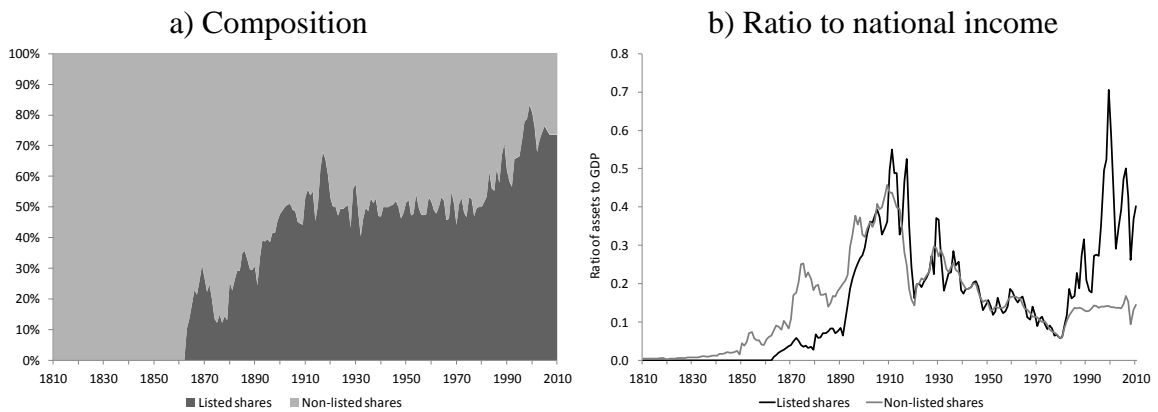 a) Composition
100%
90%
80%
70%
60%
50%
40%
30%
20%
10%
0%
1810 1830 1850 1870 1890 1910 1930 1950 1970 1990 2010
Listed shares Non-listed shares
b) Ratio to national income
Ratio of assets to GDP
0.8
0.7
0.6
0.5
0.4
0.3
0.2
0.1
0.0
1810 1830 1850 1870 1890 1910 1930 1950 1970 1990 2010
Listed shares Non-listed shares